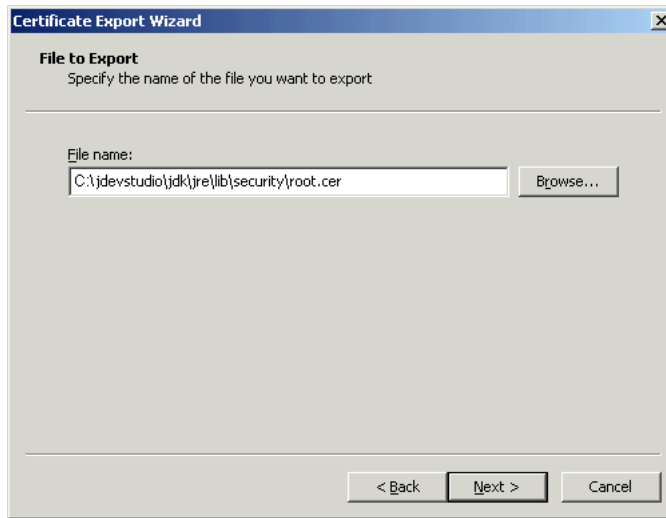 Certificate Export Wizard
File to Export
Specify the name of the file you want to export
File name:
C:\jdevstudio\jdk\jre\lib\security\root.cer
Browse...
< Back
Next >
Cancel